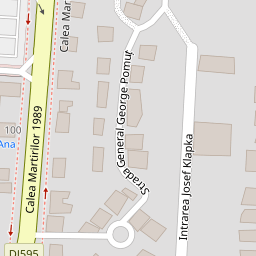 Calea Mar
Calea Martirilor 1989
Strada General George Pomuț
Intrarea Josef Klapka
100
Ana
DJ595